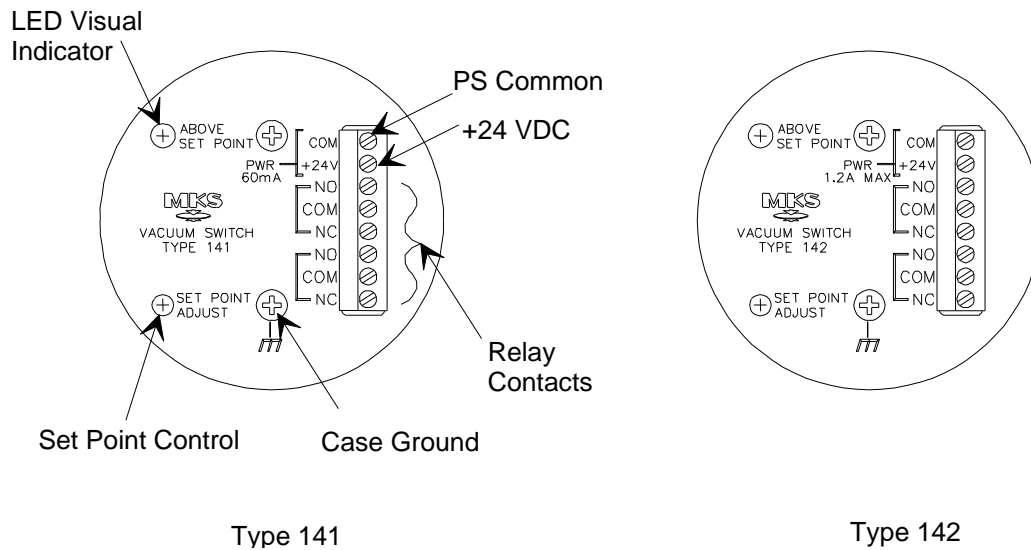 LED Visual
Indicator
PS Common
+24 VDC
ABOVE
SET POINT
PWR
60mA
COM
+24V
NO
COM
NC
NO
COM
NC
MKS
VACUUM SWITCH
TYPE 141
SET POINT
ADJUST
Relay
Contacts
Set Point Control
Case Ground
Type 141
ABOVE
SET POINT
PWR
1.2A MAX
COM
+24V
NO
COM
NC
NO
COM
NC
MKS
VACUUM SWITCH
TYPE 142
SET POINT
ADJUST
Type 142